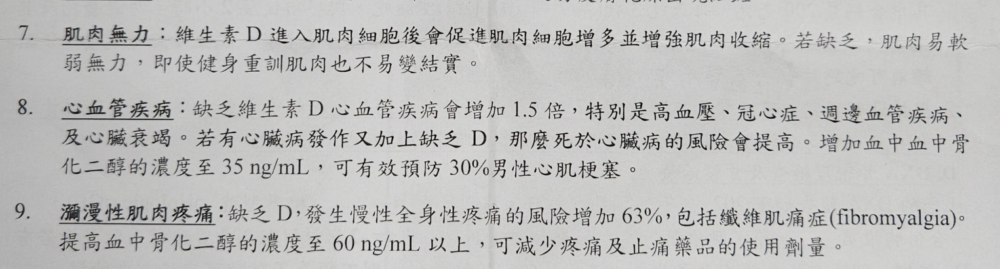 7. 肌肉無力：維生素 D 進入肌肉細胞後會促進肌肉細胞增多並增強肌肉收縮。若缺乏，肌肉易軟
弱無力，即使健身重訓肌肉也不易變結實。
8. 心血管疾病：缺乏維生素 D 心血管疾病會增加 1.5 倍，特別是高血壓、冠心症、週邊血管疾病、
及心臟衰竭。若有心臟病發作又加上缺乏 D，那麼死於心臟病的風險會提高。增加血中血中骨
化二醇的濃度至 35 ng/mL，可有效預防 30%男性心肌梗塞。
9. 瀰漫性肌肉疼痛：缺乏 D，發生慢性全身性疼痛的風險增加 63%，包括纖維肌痛症(fibromyalgia)。
提高血中骨化二醇的濃度至 60 ng/mL 以上，可減少疼痛及止痛藥品的使用劑量。